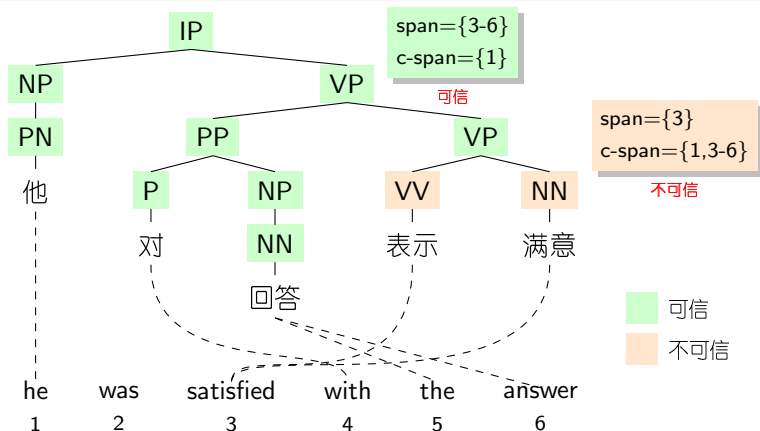 IP
span={3-6}
c-span={1}
可信
NP
VP
PN
PP
VP
span={3}
c-span={1,3-6}
不可信
他
P
NP
VV
NN
对
NN
表示
满意
回答
可信
不可信
he was satisfied with the answer
1 2 3 4 5 6